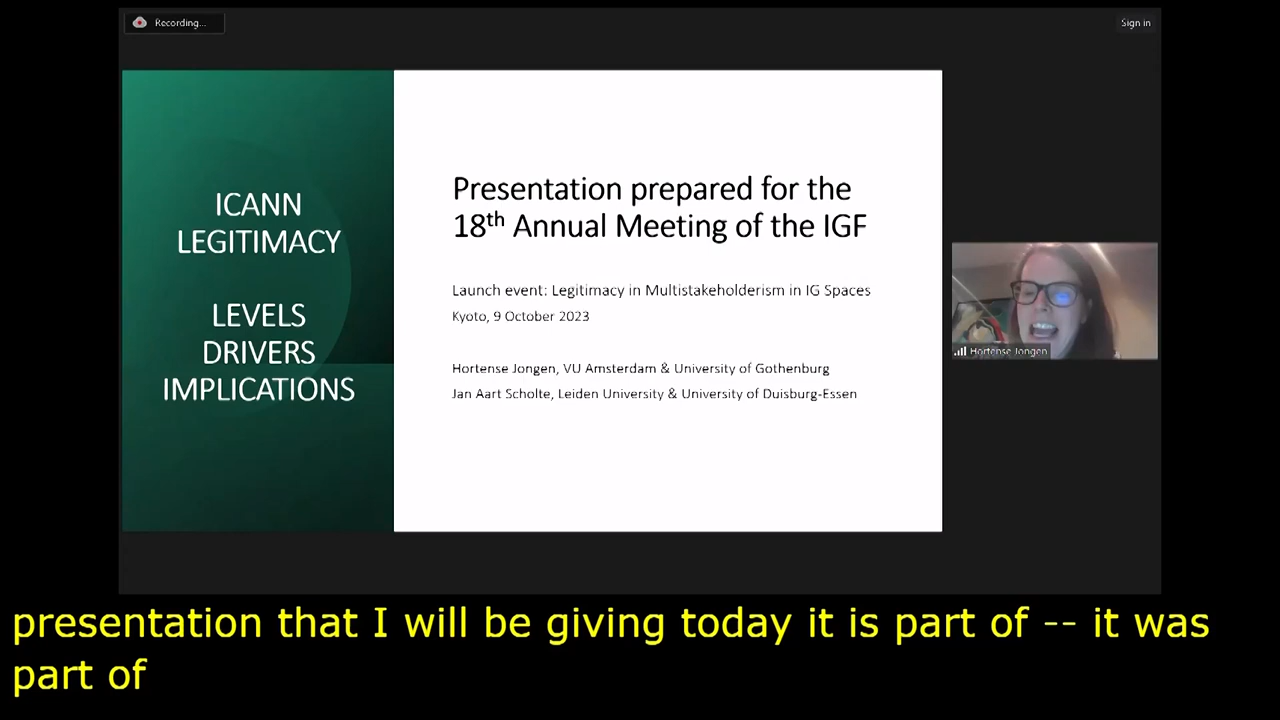 Recording...
Sign in
ICANN
LEGITIMACY
LEVELS
DRIVERS
IMPLICATIONS
Presentation prepared for the
18th Annual Meeting of the IGF
Launch event: Legitimacy in Multistakeholderism in IG Spaces
Kyoto, 9 October 2023
Hortense Jongen, VU Amsterdam & University of Gothenburg
Jan Aart Scholte, Leiden University & University of Duisburg-Essen
Hortense Jongen
presentation that I will be giving today it is part of -- it was
part of